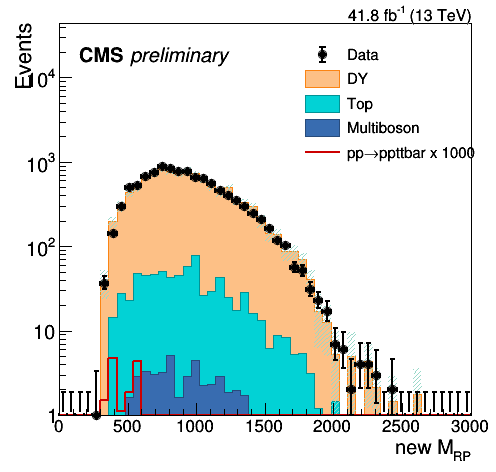 41.8 fb⁻¹ (13 TeV)
Events
CMS preliminary
Data
DY
Top
Multiboson
pp→ppttbar x 1000
10⁴
10³
10²
10
1
0 500 1000 1500 2000 2500 3000
new M_RP